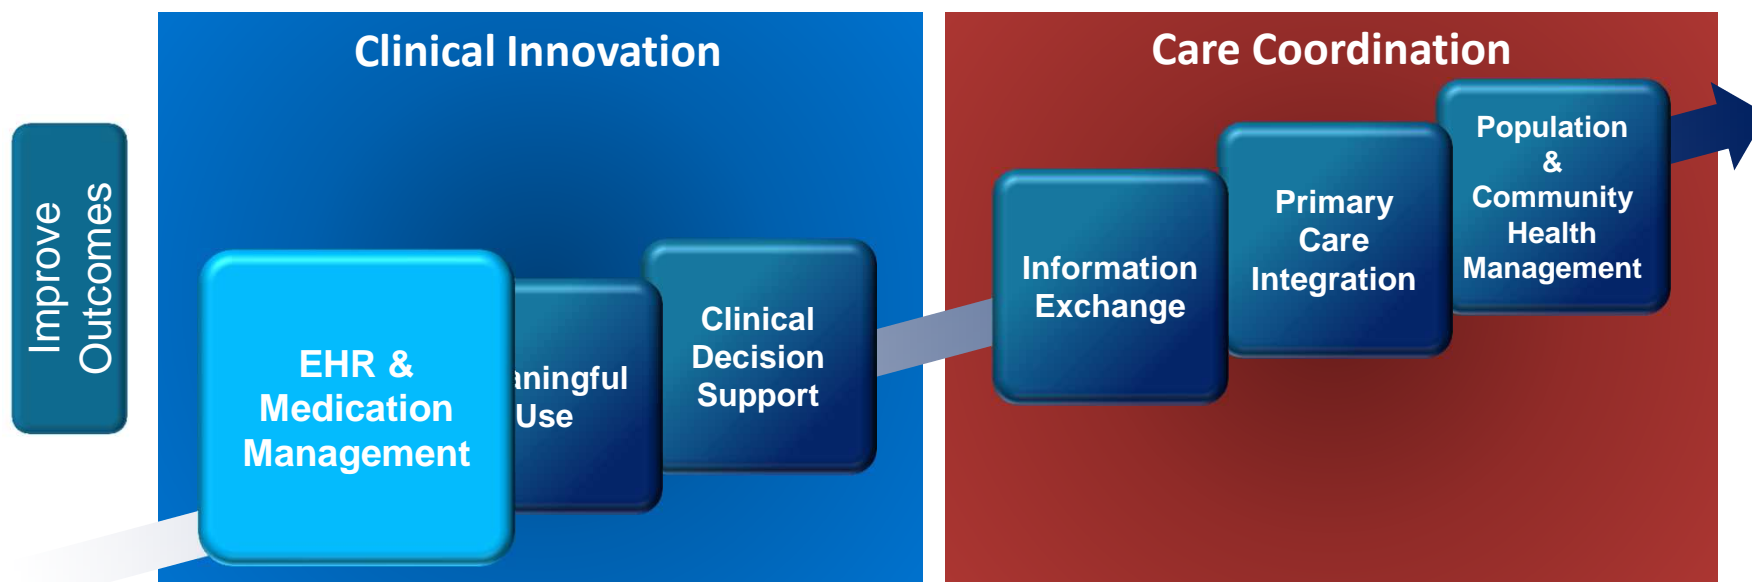 Clinical Innovation
Care Coordination
Improve
Outcomes
EHR &
Medication
Management
aningful
Use
Clinical
Decision
Support
Information
Exchange
Primary
Care
Integration
Population
&
Community
Health
Management